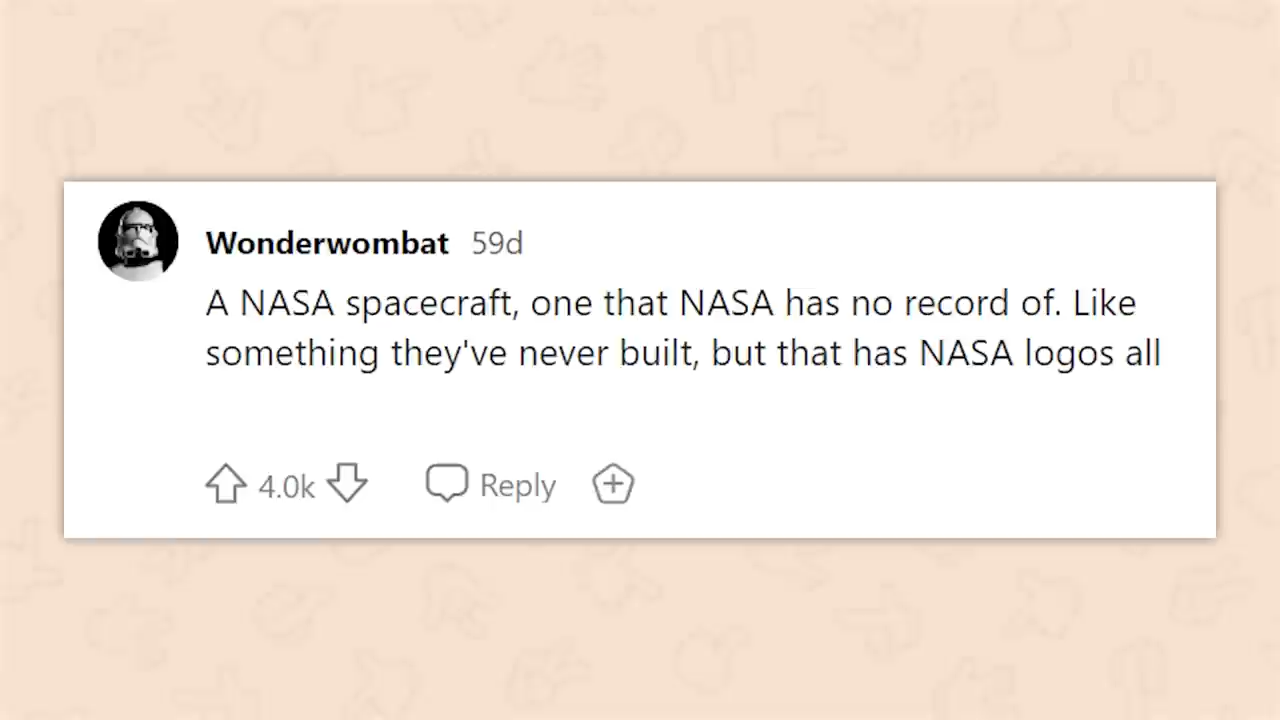 Wonderwombat 59d
A NASA spacecraft, one that NASA has no record of. Like
something they've never built, but that has NASA logos all
4.0k Reply